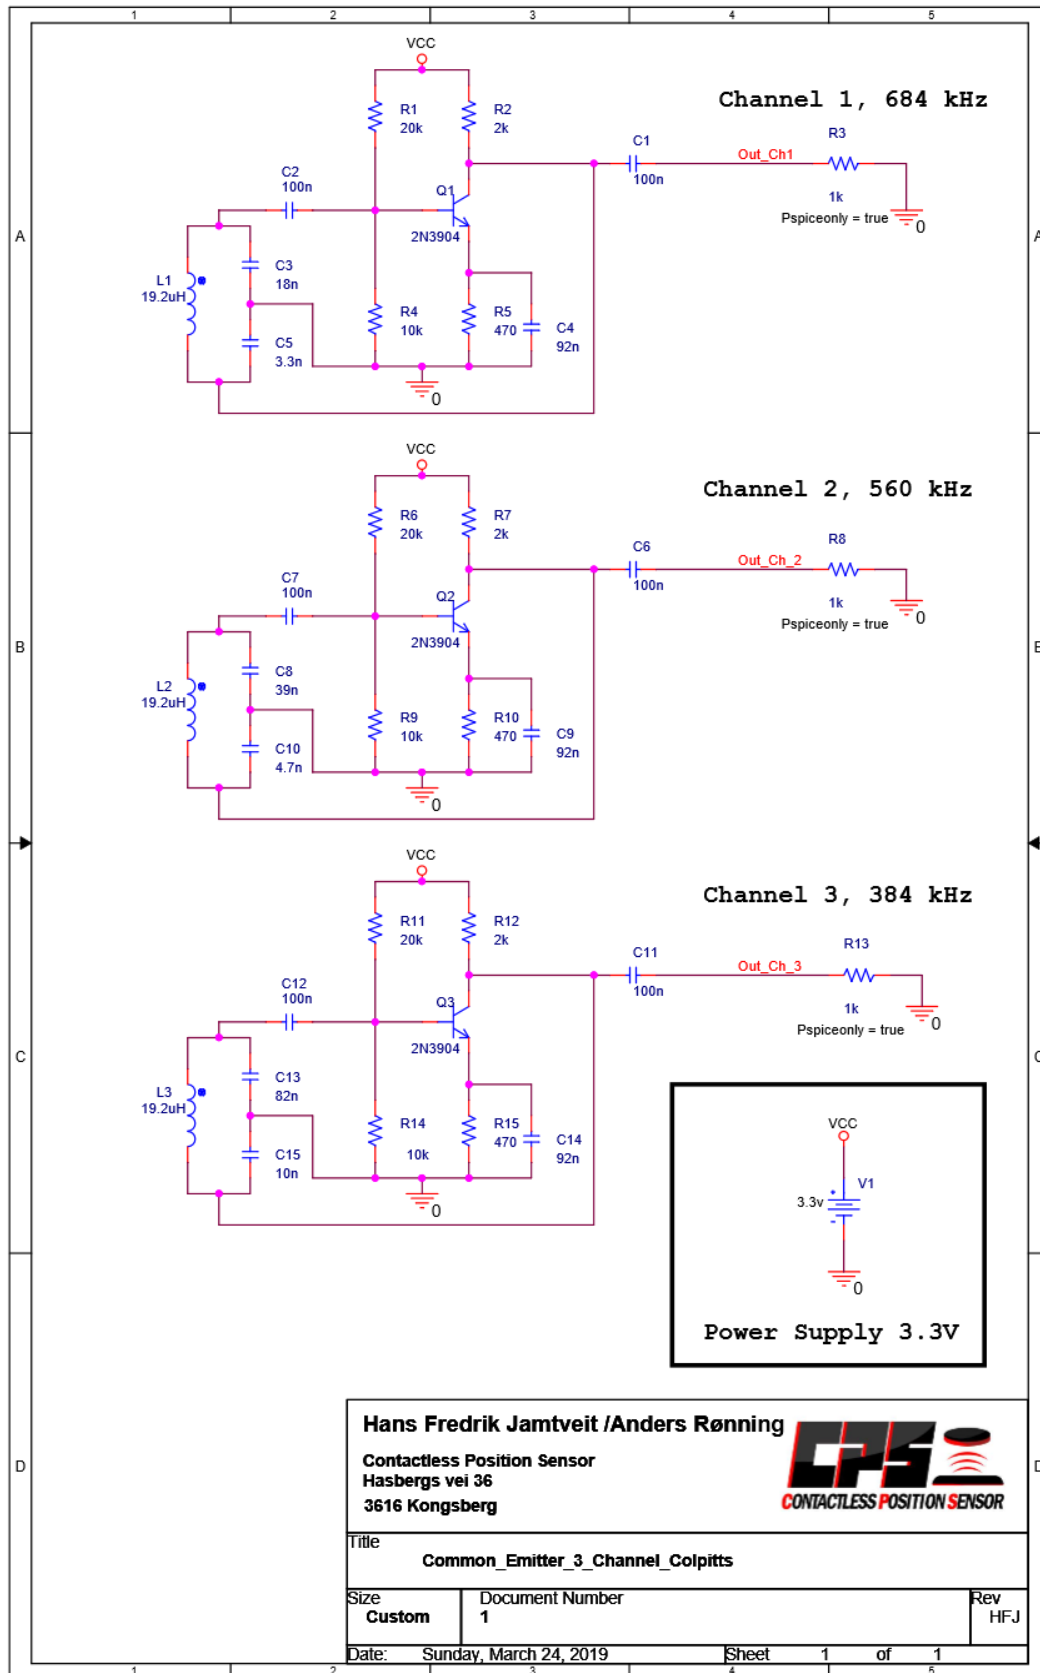 1 2 3 4 5
VCC
R1
20k
R2
2k
Channel 1, 684 kHz
C1
100n
Out_Ch1
R3
1k
Pspiceonly = true
0
C2
100n
Q1
2N3904
A
A
L1
19.2uH
C3
18n
C5
3.3n
R4
10k
R5
470
C4
92n
0
VCC
R6
20k
R7
2k
Channel 2, 560 kHz
C6
100n
Out_Ch_2
R8
1k
Pspiceonly = true
0
C7
100n
Q2
2N3904
B
B
L2
19.2uH
C8
39n
C10
4.7n
R9
10k
R10
470
C9
92n
0
VCC
R11
20k
R12
2k
Channel 3, 384 kHz
C11
100n
Out_Ch_3
R13
1k
Pspiceonly = true
0
C12
100n
Q3
2N3904
C
C
L3
19.2uH
C13
82n
C15
10n
R14
10k
R15
470
C14
92n
0
VCC
+
V1
3.3v
-
0
Power Supply 3.3V
D
D
Hans Fredrik Jamtveit /Anders Rønning
Contactless Position Sensor
Hasbergs vei 36
3616 Kongsberg
CPS
CONTACTLESS POSITION SENSOR
Title
Common_Emitter_3_Channel_Colpitts
Size
Custom
Document Number
1
Rev
HFJ
Date: Sunday, March 24, 2019
Sheet 1 of 1
1 2 3 4 5